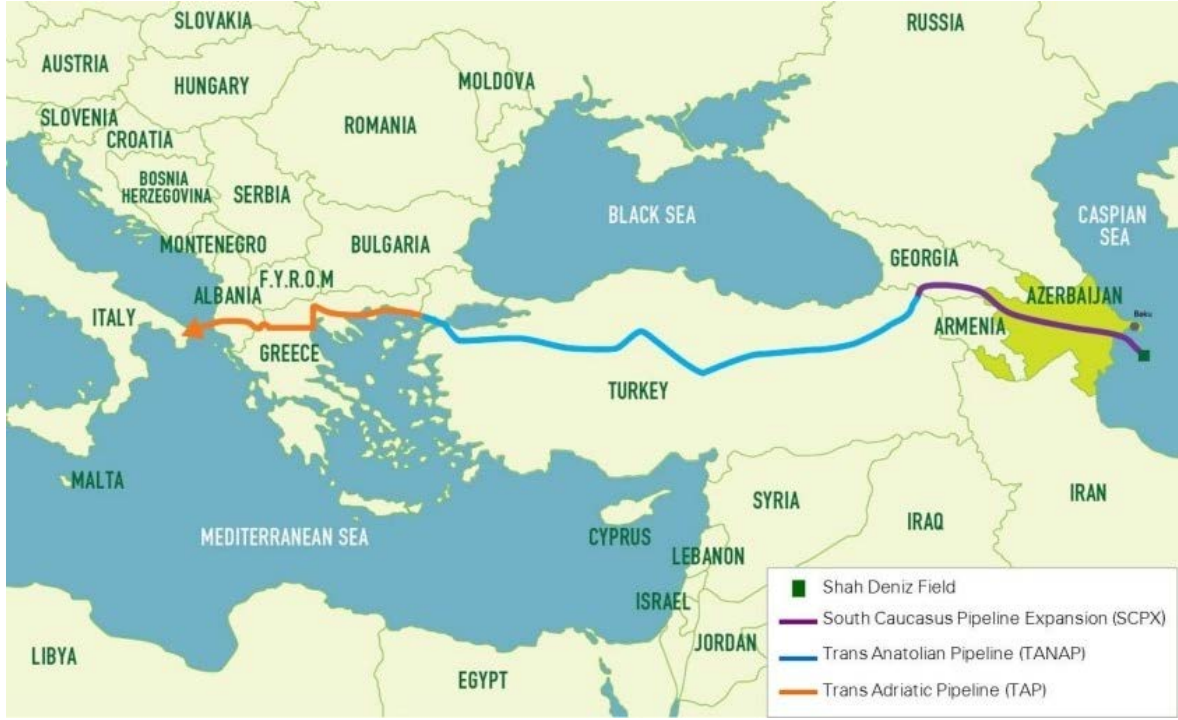 SLOVAKIA
RUSSIA
AUSTRIA
HUNGARY
MOLDOVA
SLOVENIA
CROATIA
ROMANIA
BOSNIA
HERZEGOVINA
SERBIA
BLACK SEA
CASPIAN
SEA
MONTENEGRO
BULGARIA
GEORGIA
F.Y.R.O.M
ALBANIA
AZERBAIJAN
ITALY
Baku
ARMENIA
GREECE
TURKEY
MALTA
SYRIA
IRAN
IRAQ
MEDITERRANEAN SEA
CYPRUS
LEBANON
ISRAEL
JORDAN
LIBYA
EGYPT
Shah Deniz Field
South Caucasus Pipeline Expansion (SCPX)
Trans Anatolian Pipeline (TANAP)
Trans Adriatic Pipeline (TAP)